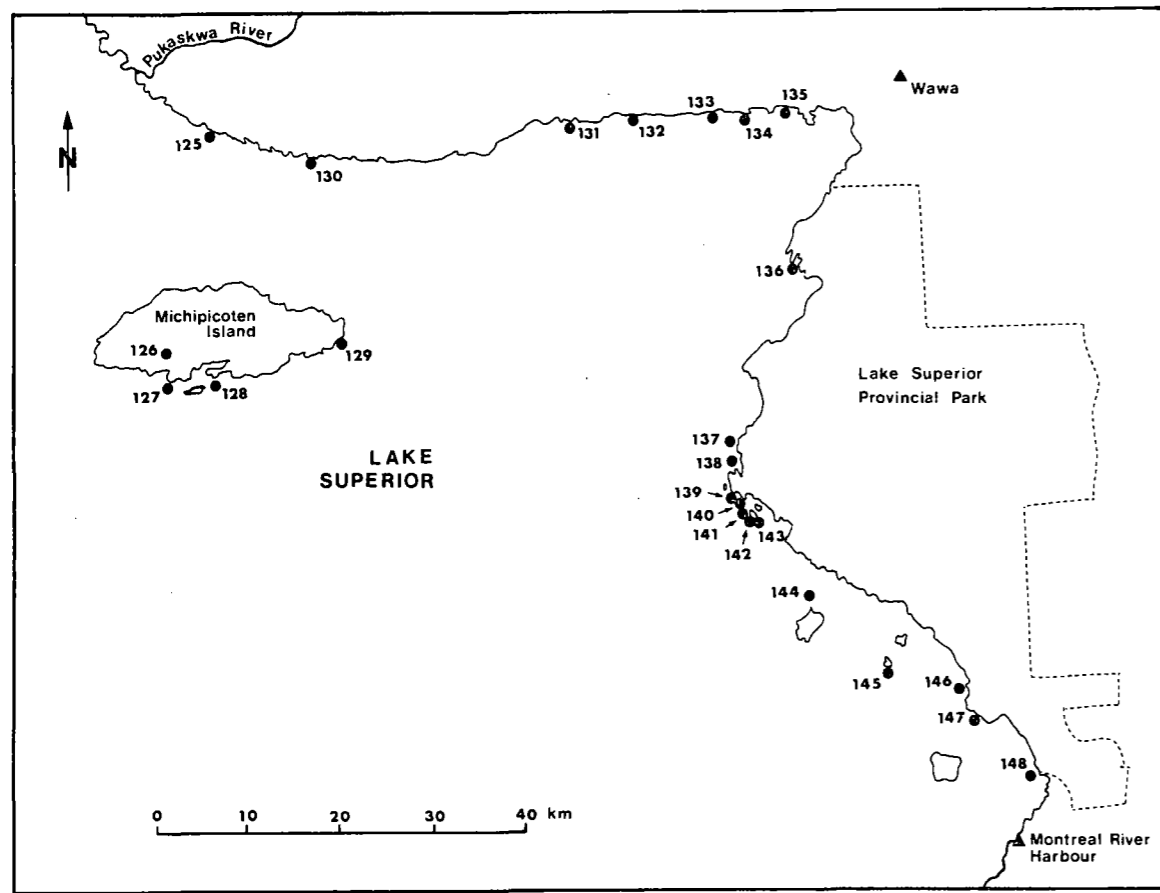 Pukaskwa River
Wawa
N
125
130
131
132
133
134
135
136
Michipicoten
Island
126
127
128
129
Lake Superior
Provincial Park
LAKE
SUPERIOR
137
138
139
140
141
142
143
144
145
146
147
148
0 10 20 30 40 km
Montreal River
Harbour